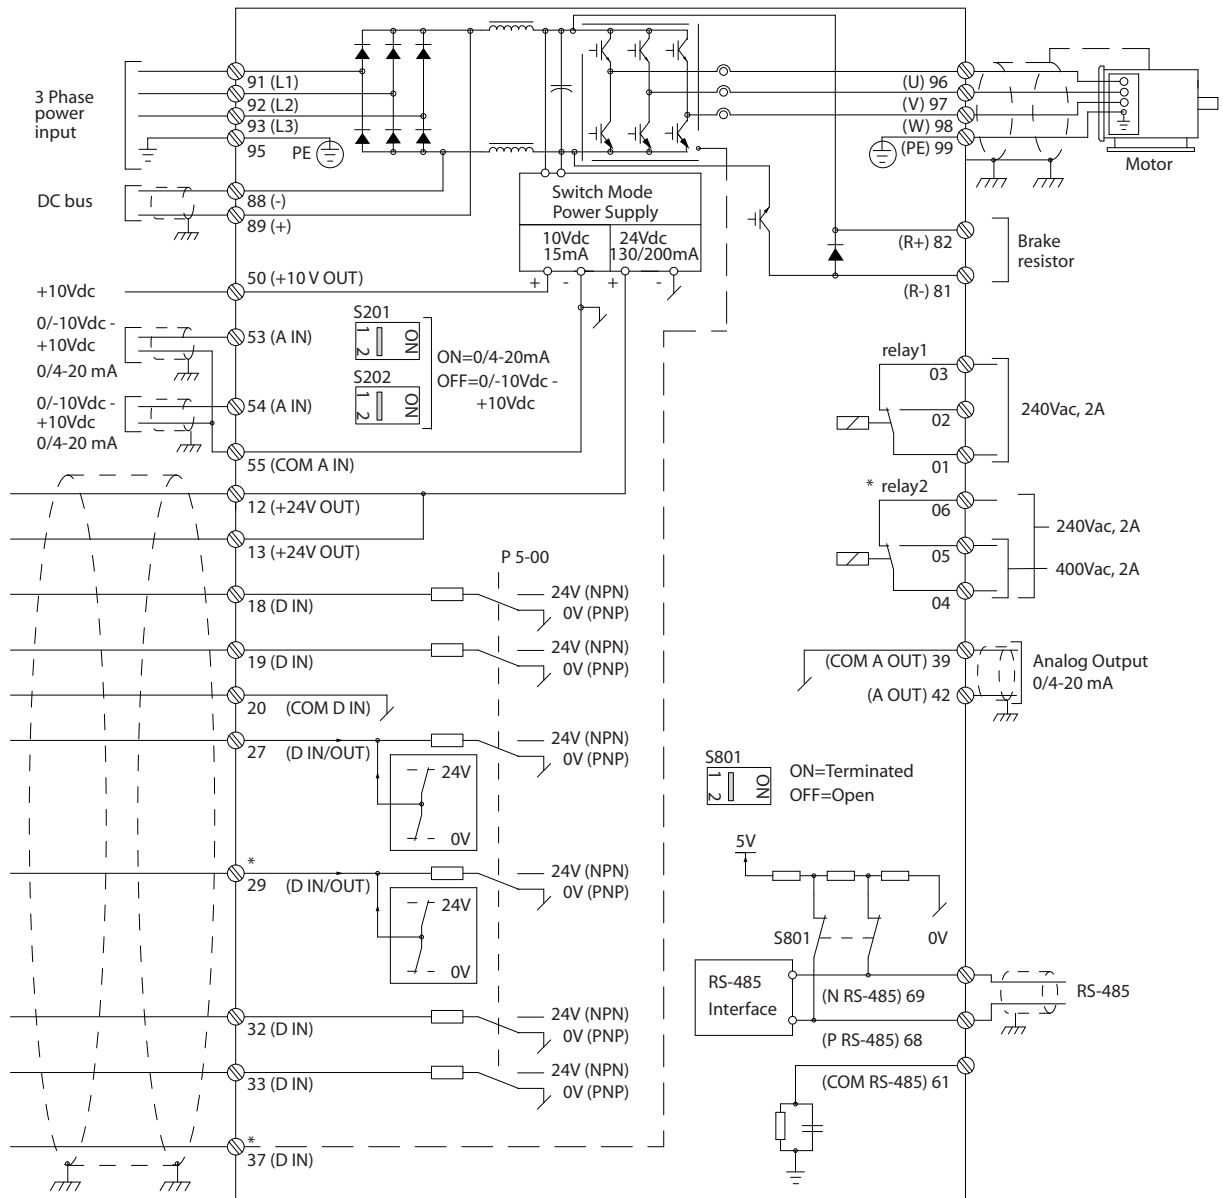 3 Phase
power
input
91 (L1)
92 (L2)
93 (L3)
95
PE
DC bus
88 (-)
89 (+)
Switch Mode
Power Supply
10Vdc
15mA
24Vdc
130/200mA
+
-
+
-
(U) 96
(V) 97
(W) 98
(PE) 99
Motor
(R+) 82
(R-) 81
Brake
resistor
+10Vdc
50 (+10 V OUT)
0/-10Vdc -
+10Vdc
0/4-20 mA
53 (A IN)
0/-10Vdc -
+10Vdc
0/4-20 mA
54 (A IN)
55 (COM A IN)
S201
1
2
ON
S202
1
2
ON
ON=0/4-20mA
OFF=0/-10Vdc -
+10Vdc
relay1
03
02
01
240Vac, 2A
* relay2
06
05
04
240Vac, 2A
400Vac, 2A
12 (+24V OUT)
13 (+24V OUT)
P 5-00
18 (D IN)
24V (NPN)
0V (PNP)
19 (D IN)
24V (NPN)
0V (PNP)
20 (COM D IN)
27 (D IN/OUT)
24V (NPN)
0V (PNP)
24V
0V
*
29 (D IN/OUT)
24V (NPN)
0V (PNP)
24V
0V
32 (D IN)
24V (NPN)
0V (PNP)
33 (D IN)
24V (NPN)
0V (PNP)
*
37 (D IN)
(COM A OUT) 39
(A OUT) 42
Analog Output
0/4-20 mA
S801
1
2
ON
ON=Terminated
OFF=Open
5V
S801
0V
RS-485
Interface
(N RS-485) 69
(P RS-485) 68
RS-485
(COM RS-485) 61